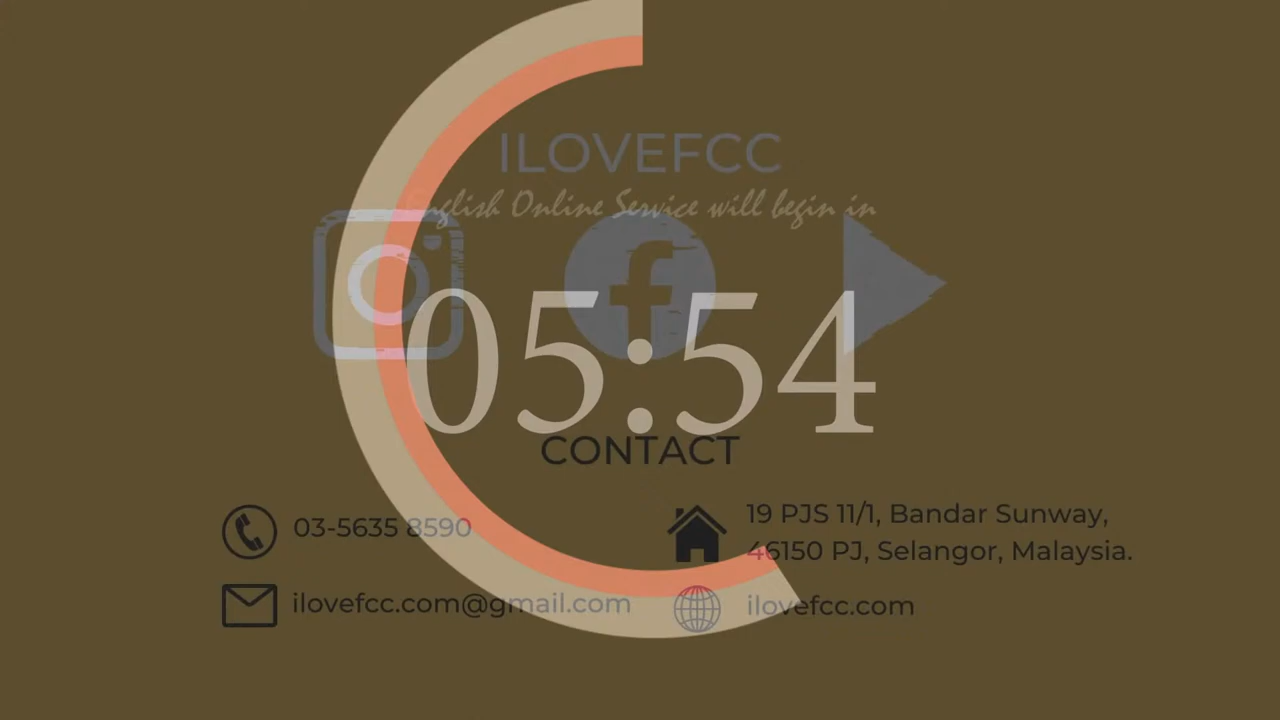 ILOVEFCC
English Online Service will begin in
05:54
CONTACT
03-5635 8590
19 PJS 11/1, Bandar Sunway,
46150 PJ, Selangor, Malaysia.
ilovefcc.com@gmail.com
ilovefcc.com